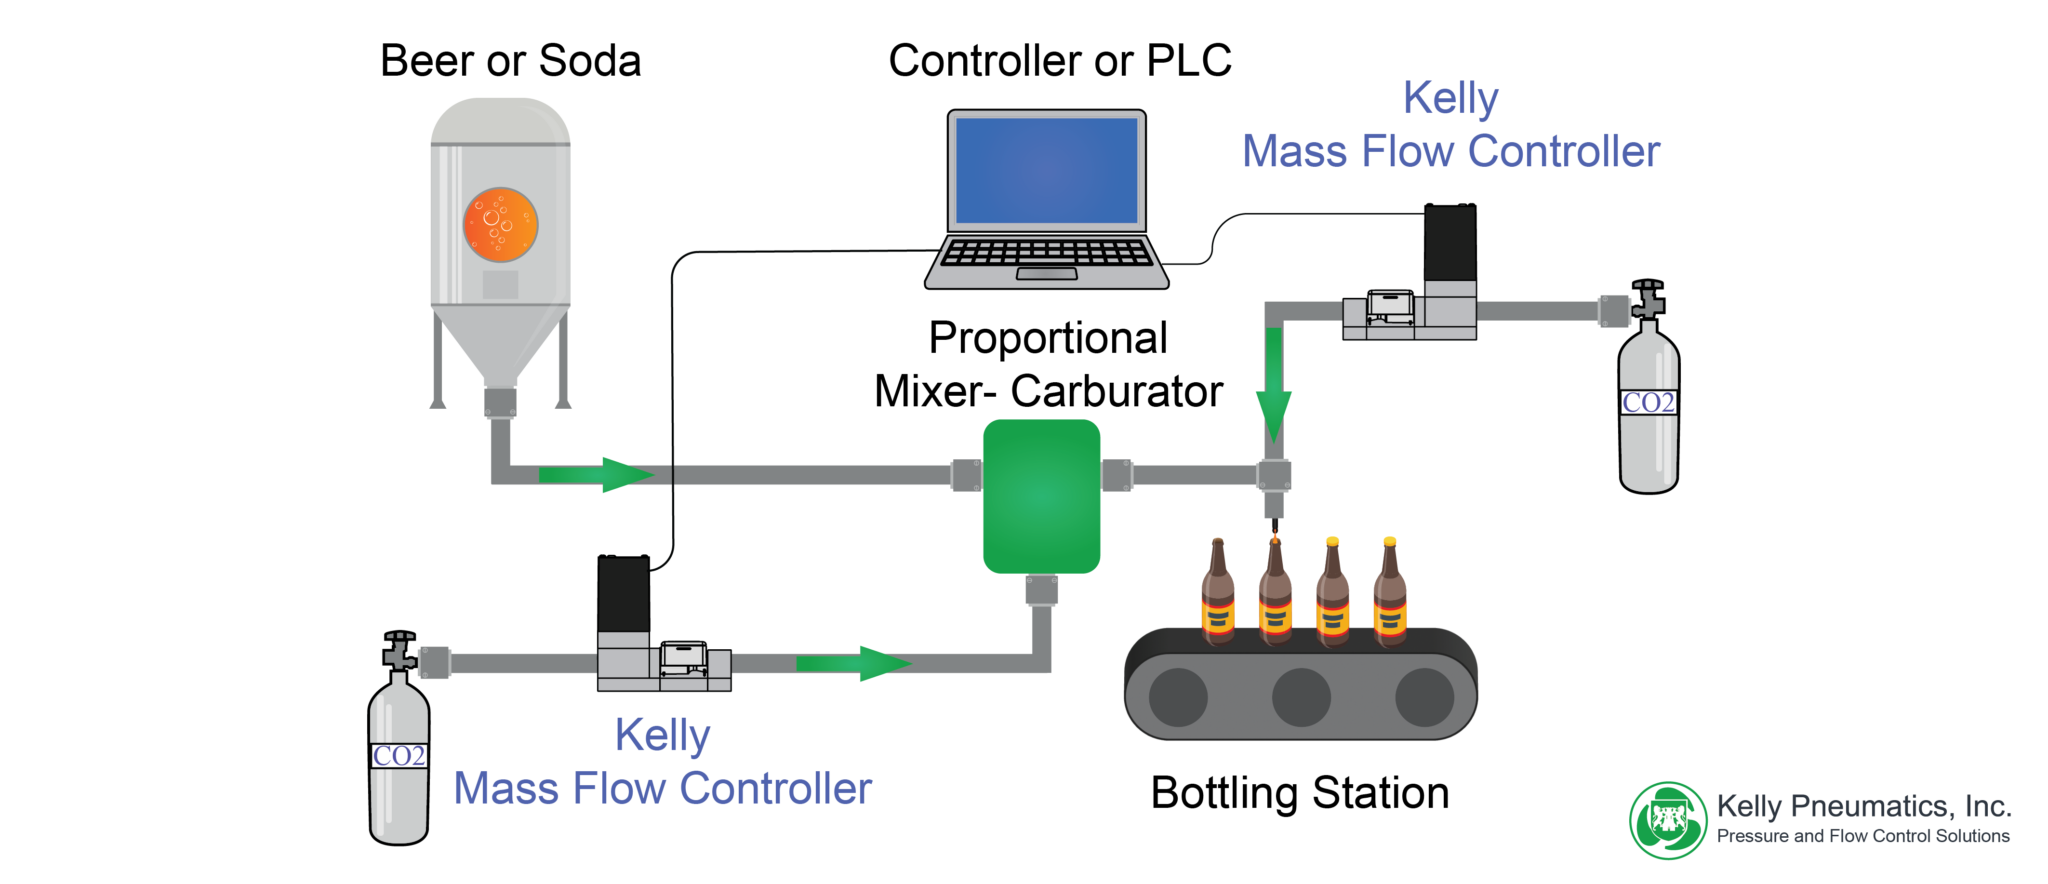 Beer or Soda
Controller or PLC
Kelly
Mass Flow Controller
Proportional
Mixer- Carburator
CO2
CO2
Kelly
Mass Flow Controller
Bottling Station
Kelly Pneumatics, Inc.
Pressure and Flow Control Solutions